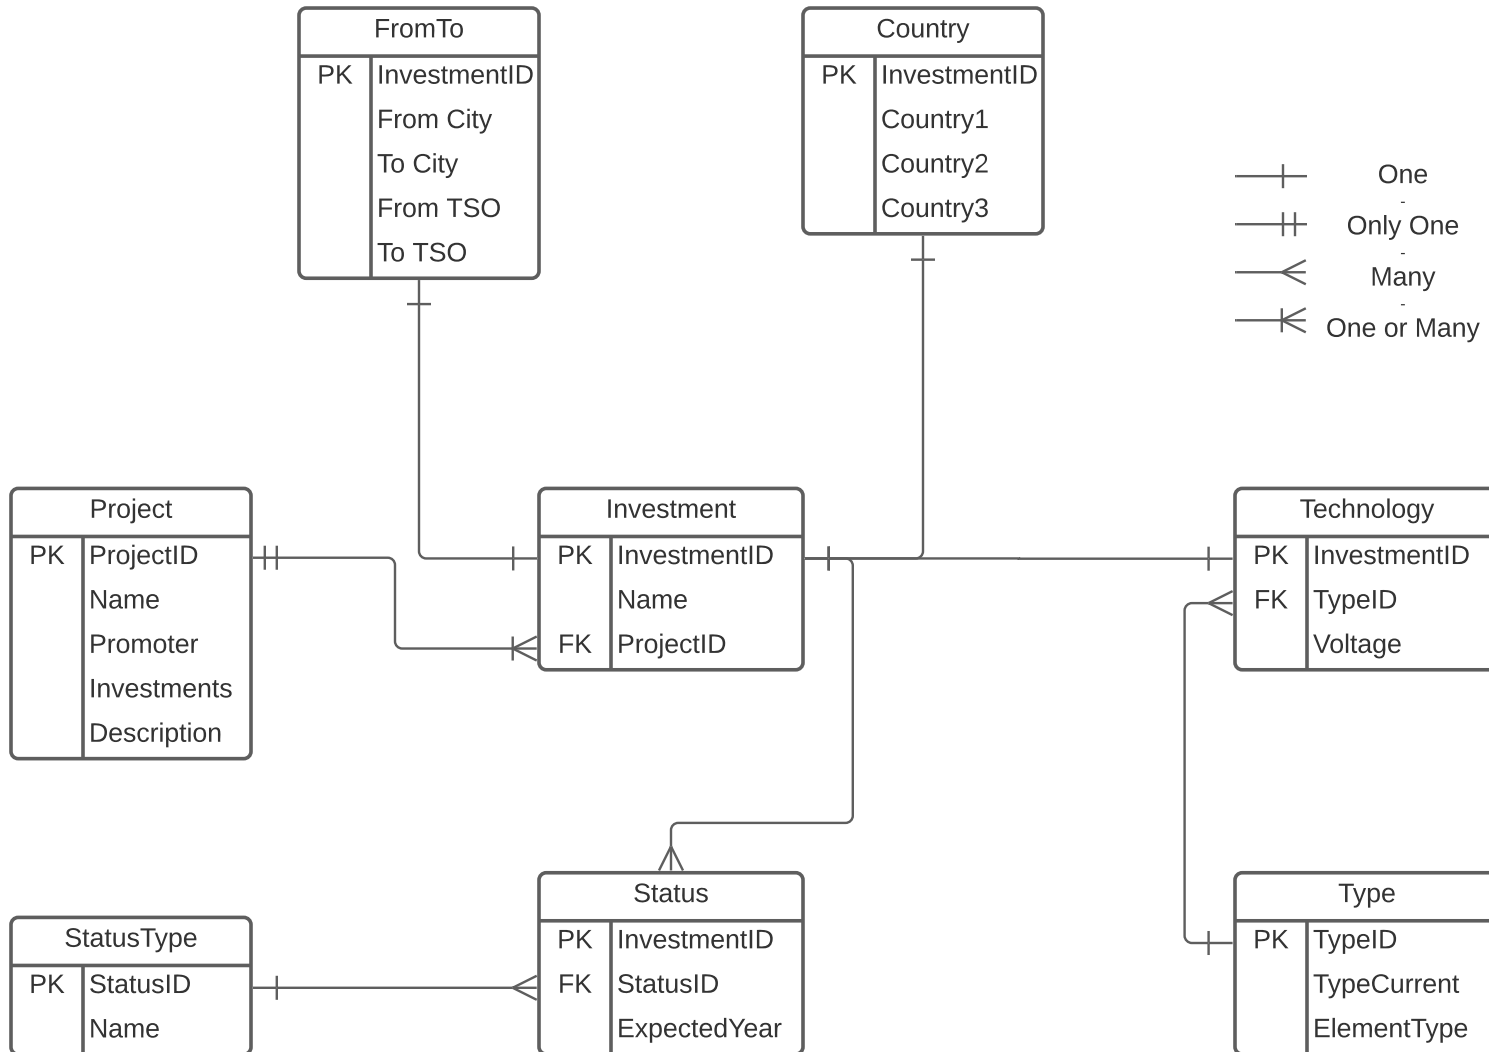 FromTo
PK InvestmentID
From City
To City
From TSO
To TSO
Country
PK InvestmentID
Country1
Country2
Country3
One
-
Only One
-
Many
-
One or Many
Project
PK ProjectID
Name
Promoter
Investments
Description
Investment
PK InvestmentID
Name
FK ProjectID
Technology
PK InvestmentID
FK TypeID
Voltage
StatusType
PK StatusID
Name
Status
PK InvestmentID
FK StatusID
ExpectedYear
Type
PK TypeID
TypeCurrent
ElementType